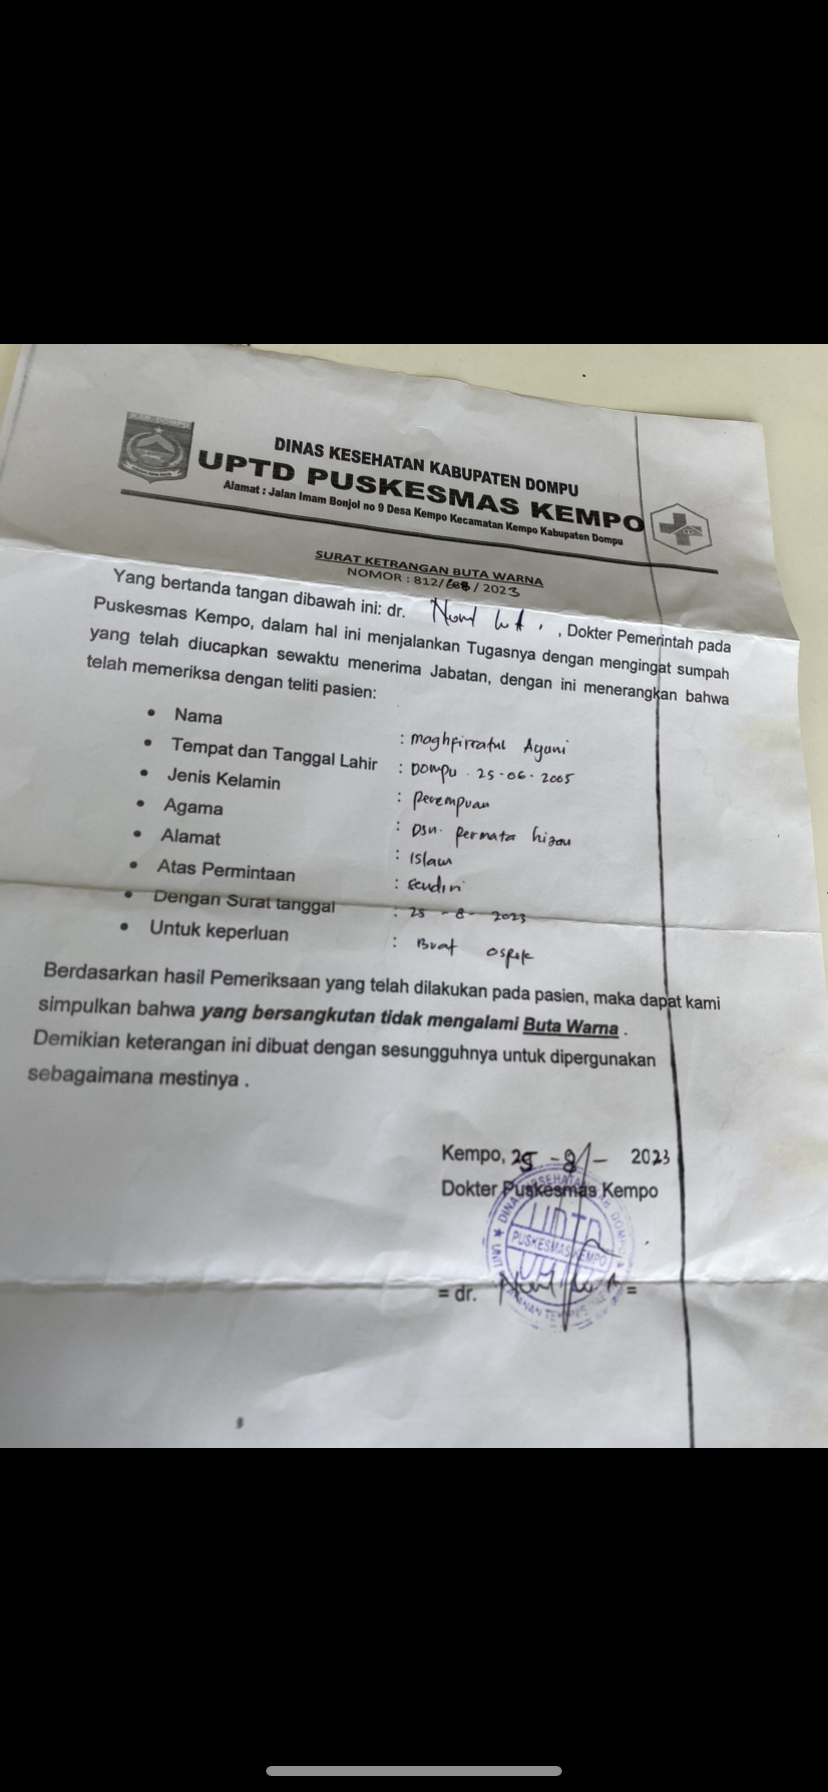 KAB. DOMPU
DINAS KESEHATAN KABUPATEN DOMPU
UPTD PUSKESMAS KEMPO
Alamat : Jalan Imam Bonjol no 9 Desa Kempo Kecamatan Kempo Kabupaten Dompu
SURAT KETRANGAN BUTA WARNA
NOMOR : 812/ / 2023
Yang bertanda tangan dibawah ini: dr. , Dokter Pemerintah pada
Puskesmas Kempo, dalam hal ini menjalankan Tugasnya dengan mengingat sumpah
yang telah diucapkan sewaktu menerima Jabatan, dengan ini menerangkan bahwa
telah memeriksa dengan teliti pasien:
• Nama : Moghfirratul Ayuni
• Tempat dan Tanggal Lahir : Dompu . 25-06-2005
• Jenis Kelamin : Perempuan
• Agama : Dsn. Permata hijau
• Alamat : Islam
• Atas Permintaan : Sendiri
• Dengan Surat tanggal : 25 - 8 - 2023
• Untuk keperluan : Buat ospek
Berdasarkan hasil Pemeriksaan yang telah dilakukan pada pasien, maka dapat kami
simpulkan bahwa yang bersangkutan tidak mengalami Buta Warna .
Demikian keterangan ini dibuat dengan sesungguhnya untuk dipergunakan
sebagaimana mestinya .
Kempo, 25 - 8 - 2023
Dokter Puskesmas Kempo
UPTD
PUSKESMAS KEMPO
= dr. =